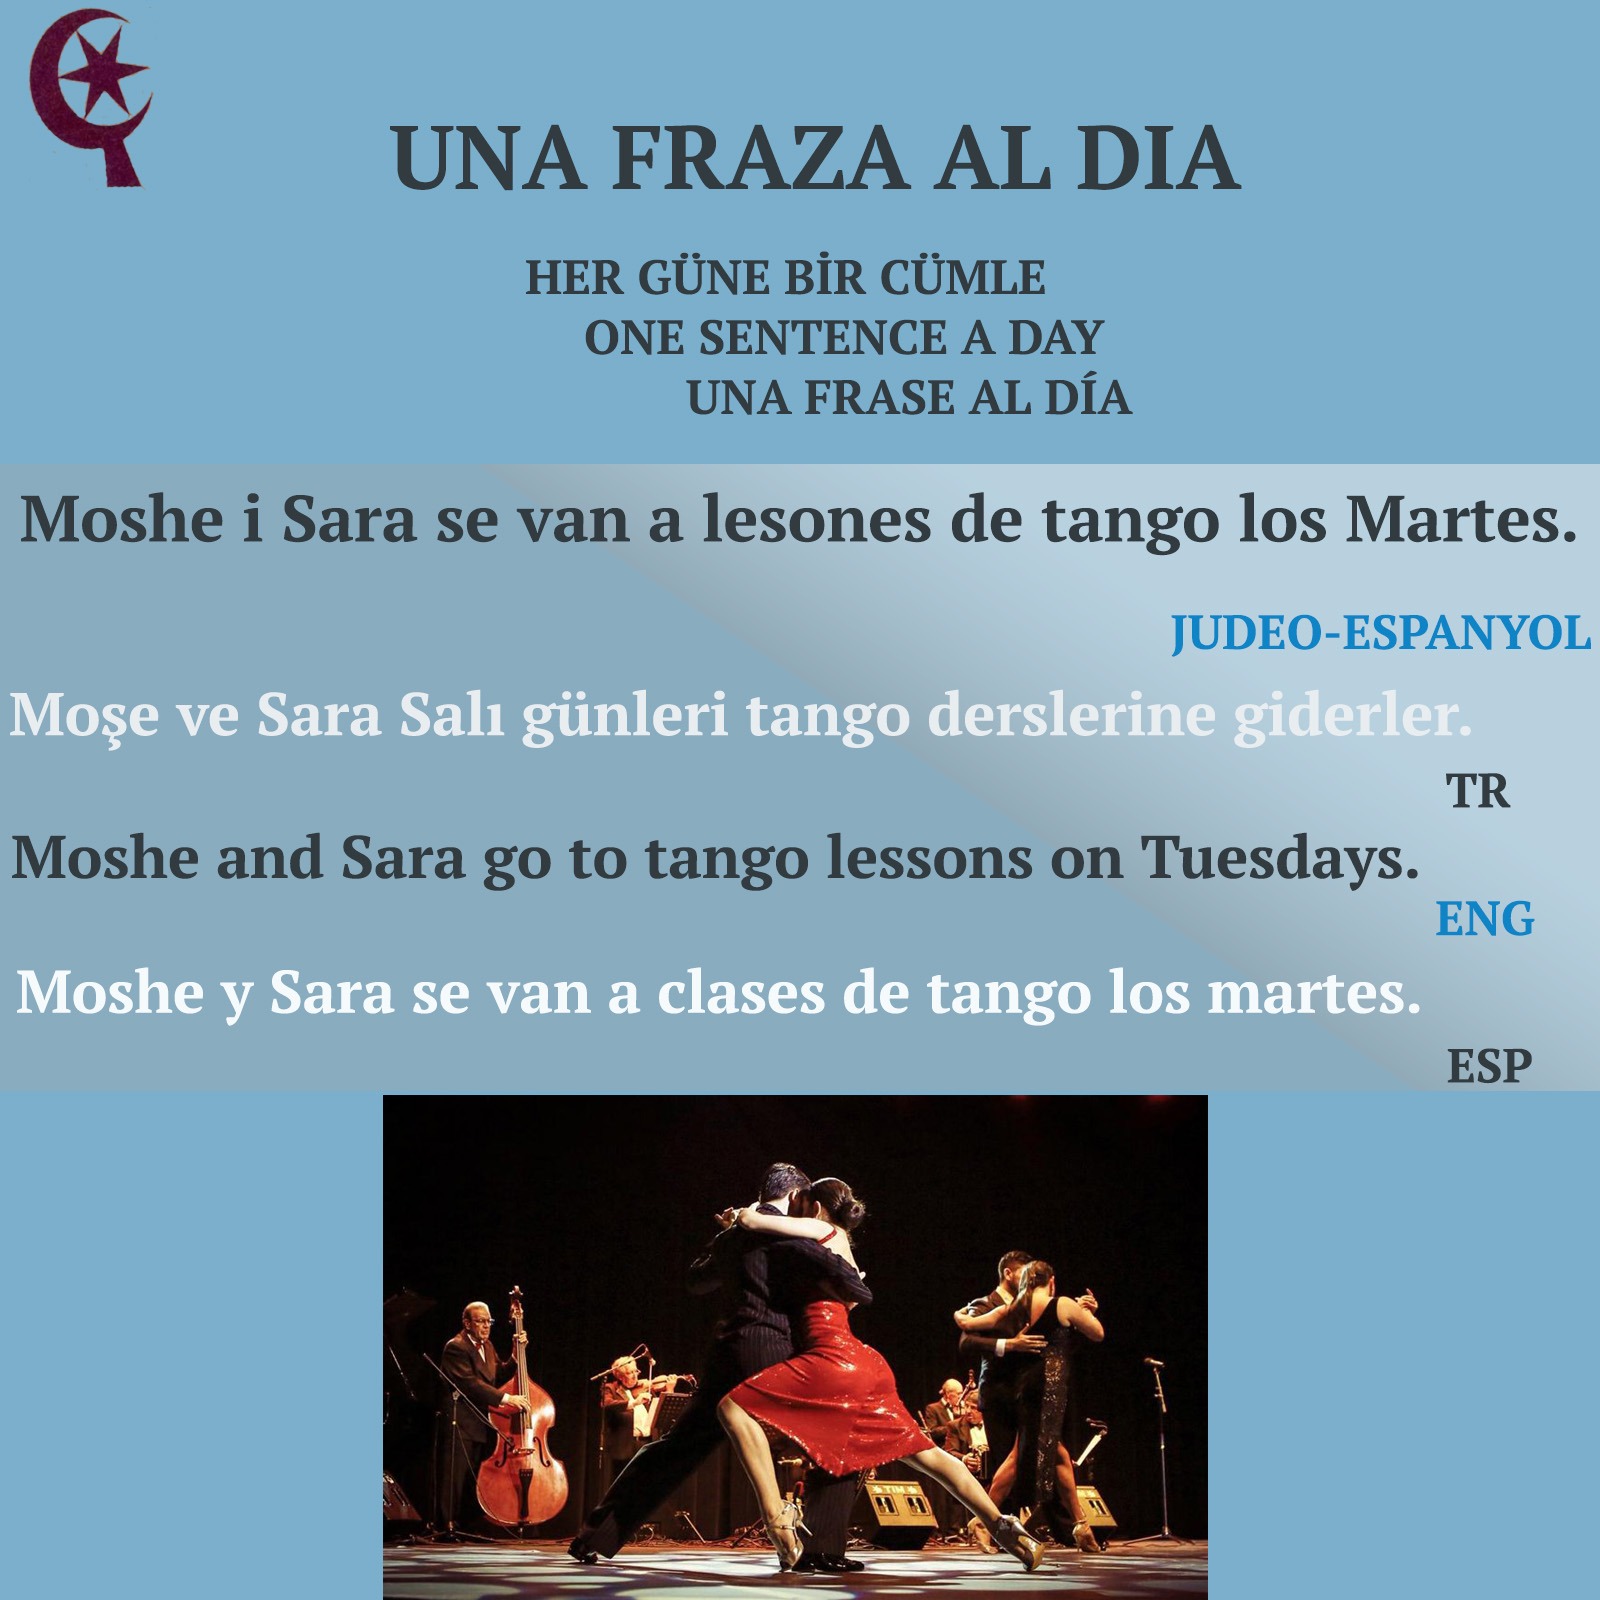 UNA FRAZA AL DIA
HER GÜNE BİR CÜMLE
ONE SENTENCE A DAY
UNA FRASE AL DÍA
Moshe i Sara se van a lesones de tango los Martes.
JUDEO-ESPANYOL
Moşe ve Sara Salı günleri tango derslerine giderler.
TR
Moshe and Sara go to tango lessons on Tuesdays.
ENG
Moshe y Sara se van a clases de tango los martes.
ESP
TIM